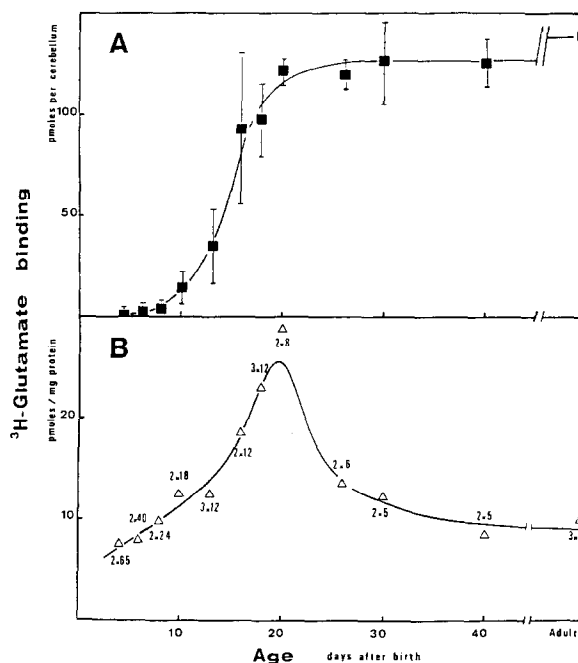 A
pmoles per cerebellum
100
50
³H-Glutamate binding
B
pmoles / mg protein
20
10
2×8
3×12
2×12
2×18
3×12
2×40
2×24
2×65
2×6
2×5
2×5
3×
10
20
30
40
Adult
Age days after birth